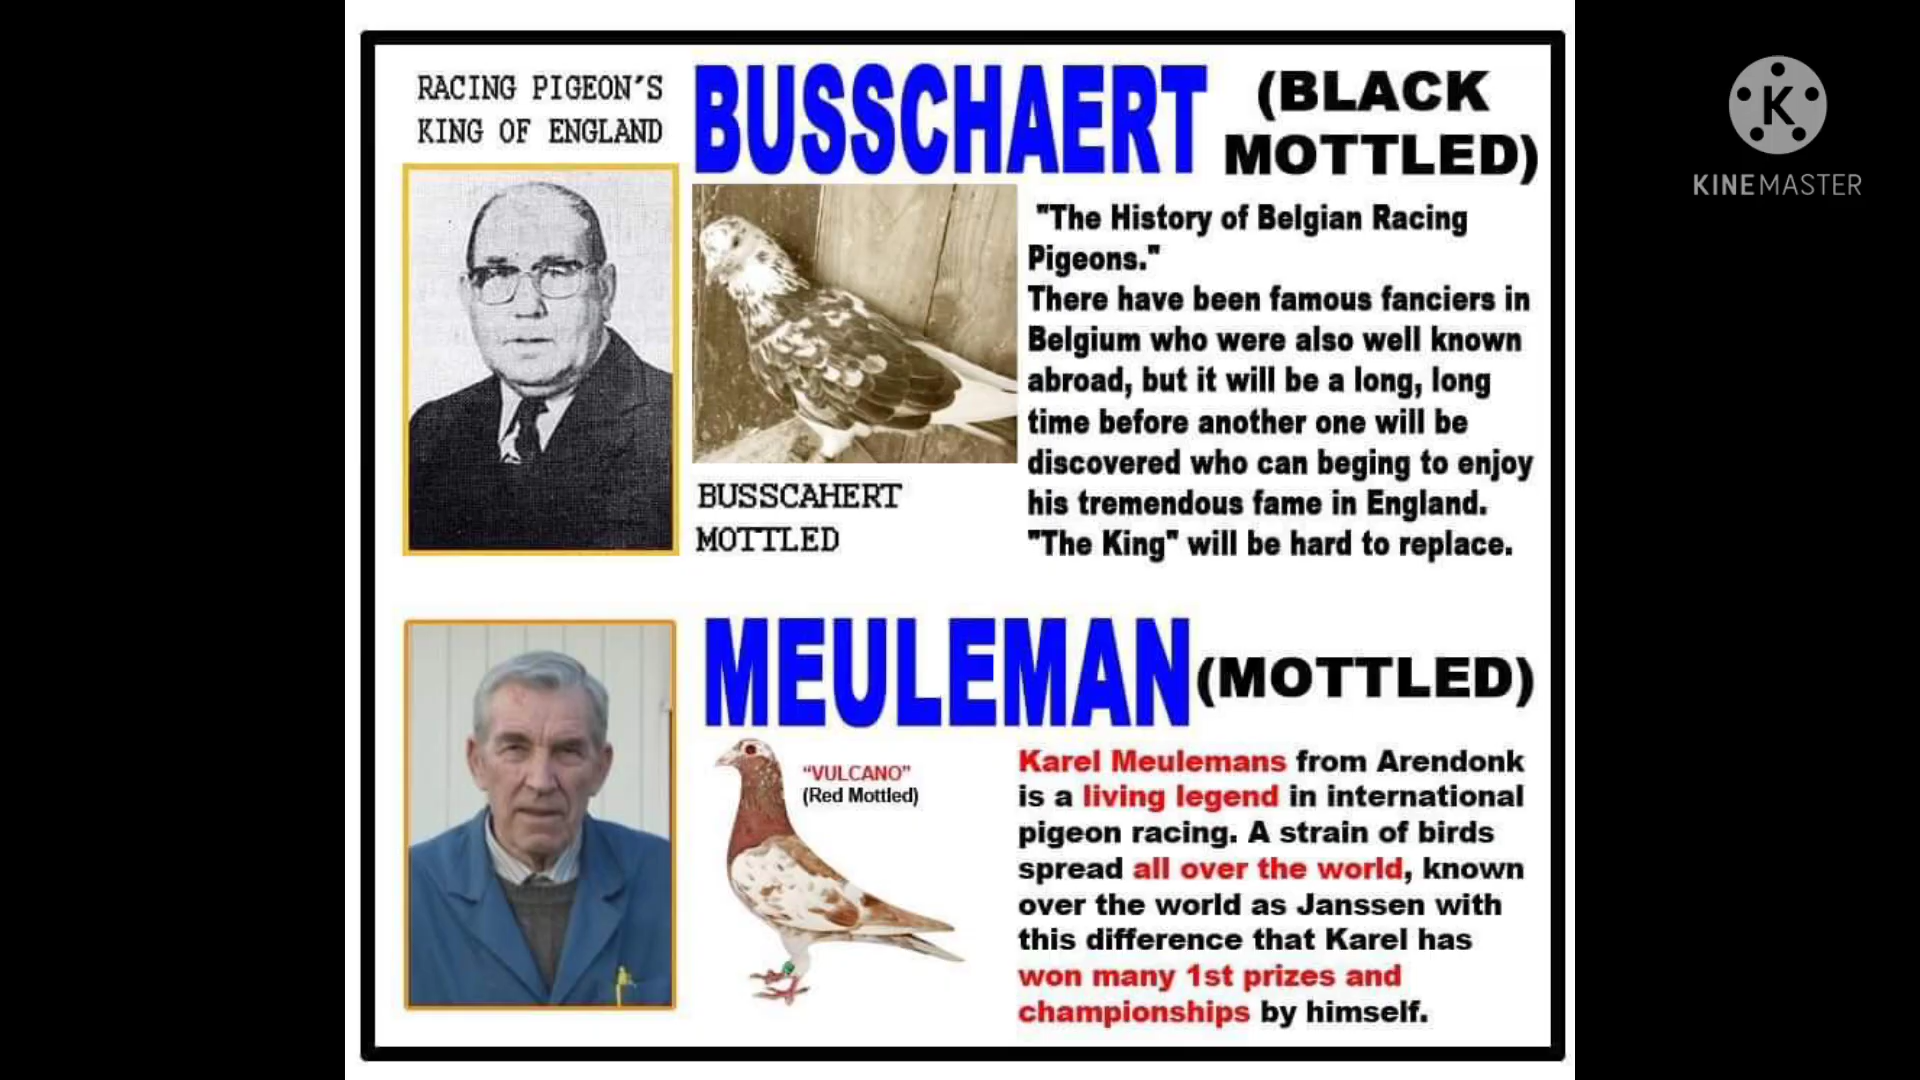 RACING PIGEON'S
KING OF ENGLAND
BUSSCHAERT
(BLACK
MOTTLED)
"The History of Belgian Racing
Pigeons."
There have been famous fanciers in
Belgium who were also well known
abroad, but it will be a long, long
time before another one will be
discovered who can beging to enjoy
his tremendous fame in England.
"The King" will be hard to replace.
BUSSCAHERT
MOTTLED
MEULEMAN
(MOTTLED)
"VULCANO"
(Red Mottled)
Karel Meulemans from Arendonk
is a living legend in international
pigeon racing. A strain of birds
spread all over the world, known
over the world as Janssen with
this difference that Karel has
won many 1st prizes and
championships by himself.
K
KINEMASTER